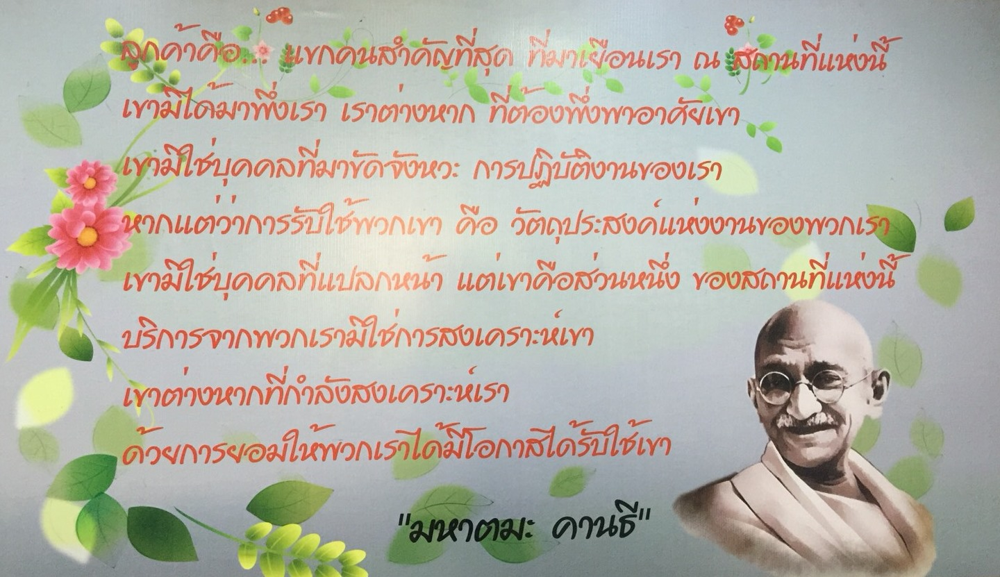 ลูกค้าคือ... แขกคนสำคัญที่สุด ที่มาเยือนเรา ณ สถานที่แห่งนี้
เขามิได้มาพึ่งเรา เราต่างหาก ที่ต้องพึ่งพาอาศัยเขา
เขามิใช่บุคคลที่มาขัดจังหวะ การปฏิบัติงานของเรา
หากแต่ว่าการรับใช้พวกเขา คือ วัตถุประสงค์แห่งงานของพวกเรา
เขามิใช่บุคคลที่แปลกหน้า แต่เขาคือส่วนหนึ่ง ของสถานที่แห่งนี้
บริการจากพวกเรามิใช่การสงเคราะห์เขา
เขาต่างหากที่กำลังสงเคราะห์เรา
ด้วยการยอมให้พวกเราได้มีโอกาสได้รับใช้เขา
"มหาตมะ คานธี"